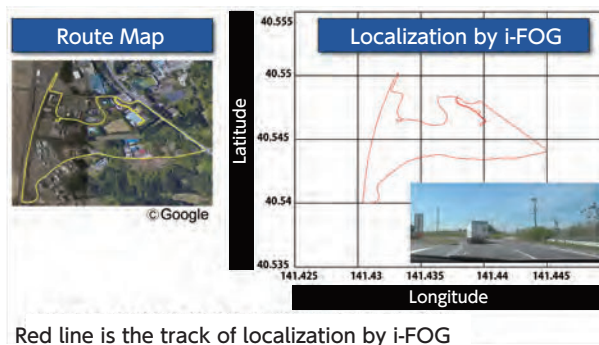 Route Map
Localization by i-FOG
©Google
Latitude
40.555
40.55
40.545
40.54
40.535
141.425
141.43
141.435
141.44
141.445
Longitude
Red line is the track of localization by i-FOG